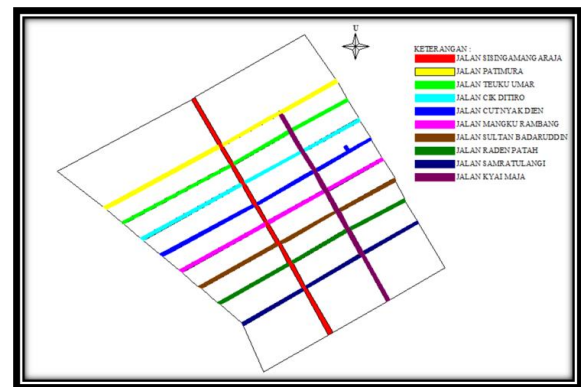 U
KETERANGAN :
JALAN SISINGAMANGARAJA
JALAN PATIMURA
JALAN TEUKU UMAR
JALAN CIK DITIRO
JALAN CUT NYAK DIEN
JALAN MANGKU RAMBANG
JALAN SULTAN BADARUDDIN
JALAN RADEN PATAH
JALAN SAMRATULANGI
JALAN KYAI MAJA